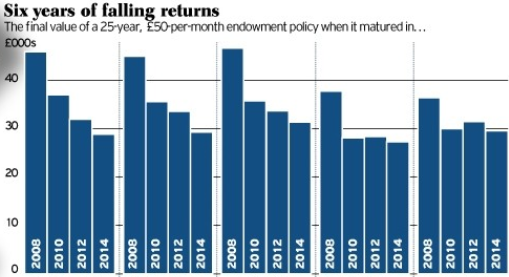 Six years of falling returns
The final value of a 25-year, £50-per-month endowment policy when it matured in...
£000s
40
30
20
10
0
2008 2010 2012 2014 2008 2010 2012 2014 2008 2010 2012 2014 2008 2010 2012 2014 2008 2010 2012 2014